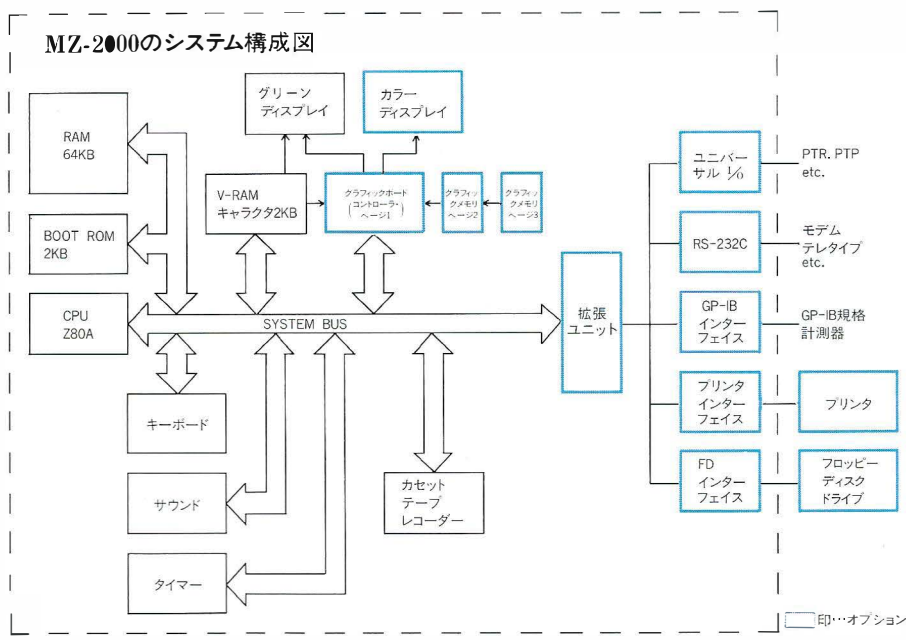 MZ-2000のシステム構成図
RAM
64KB
BOOT ROM
2KB
CPU
Z80A
グリーン
ディスプレイ
カラー
ディスプレイ
V-RAM
キャラクタ2KB
グラフィックボード
(コントローラ・
ページ1)
グラフィッ
クメモリ
ページ2
グラフィッ
クメモリ
ページ3
SYSTEM BUS
キーボード
サウンド
タイマー
カセット
テープ
レコーダー
拡張
ユニット
ユニバー
サル I/O
PTR. PTP
etc.
RS-232C
モデム
テレタイプ
etc.
GP-IB
インター
フェイス
GP-IB規格
計測器
プリンタ
インター
フェイス
プリンタ
FD
インター
フェイス
フロッピー
ディスク
ドライブ
印…オプション